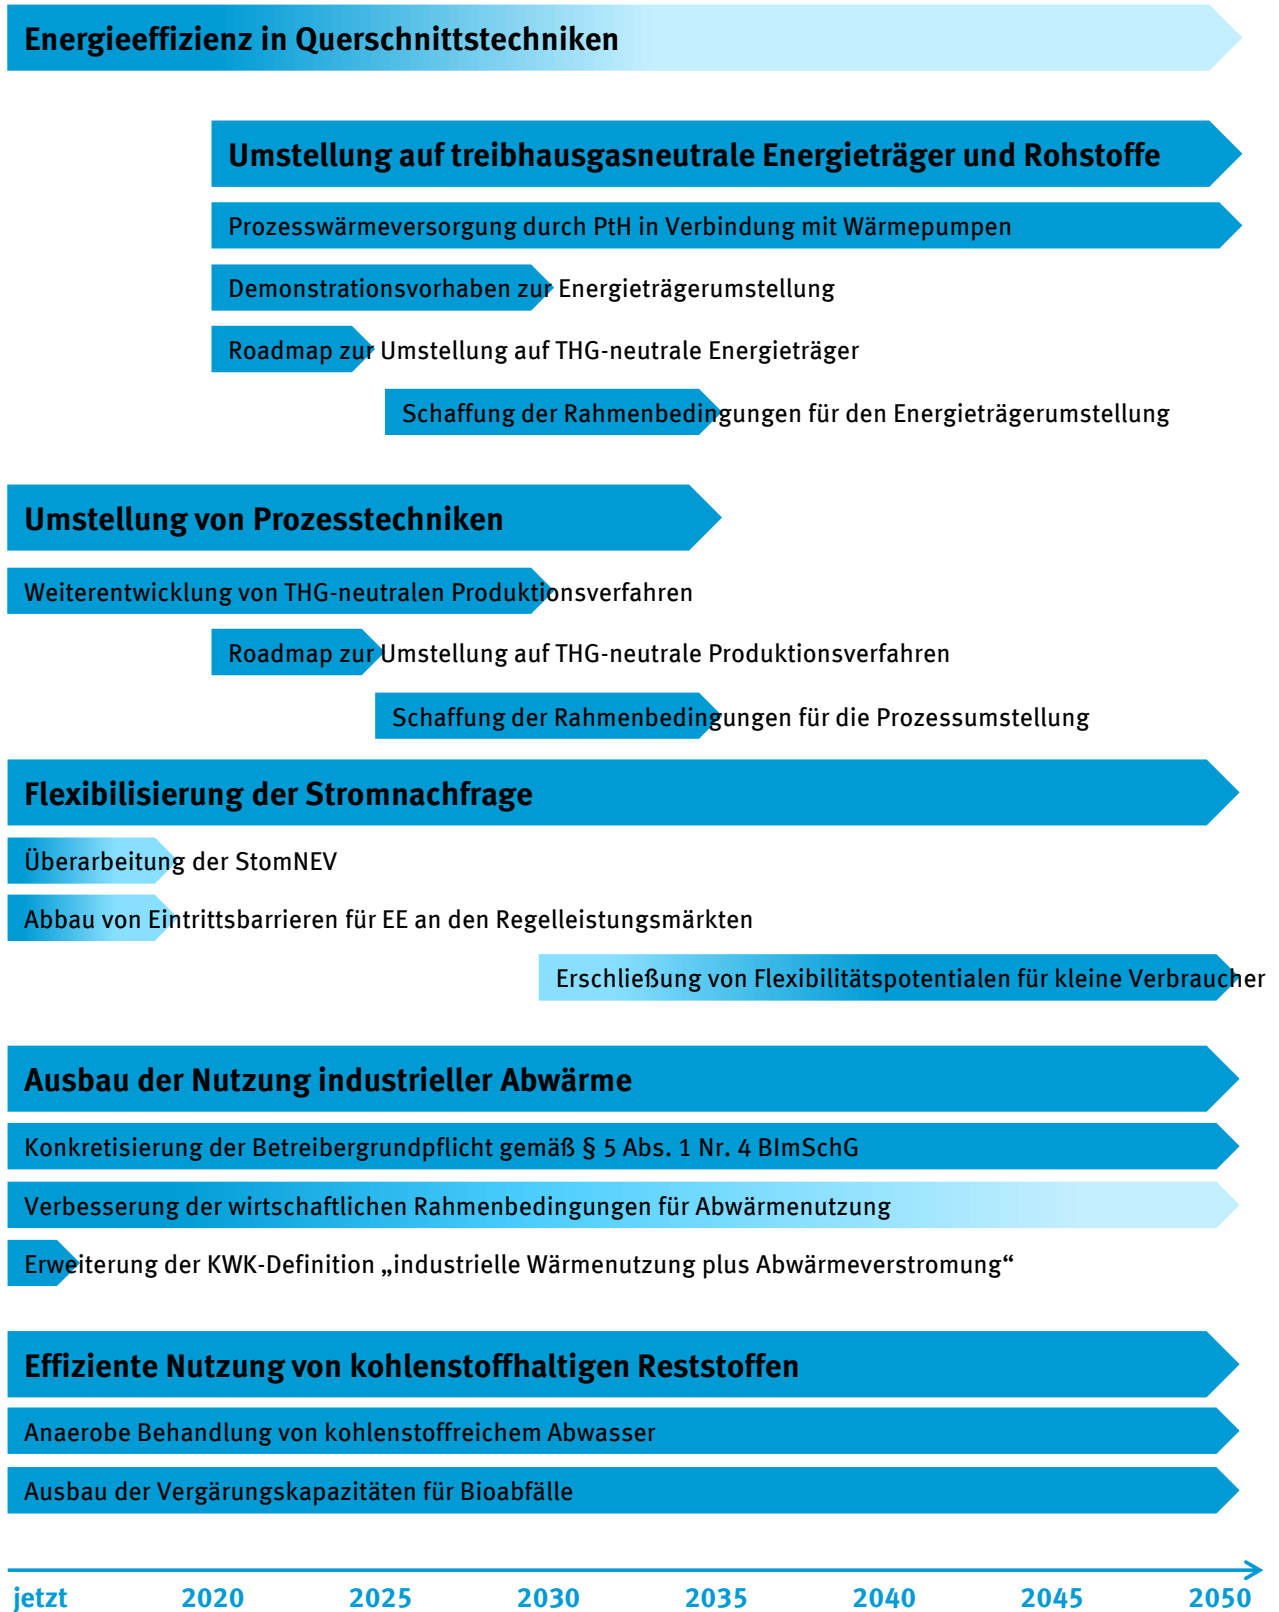 Energieeffizienz in Querschnittstechniken
Umstellung auf treibhausgasneutrale Energieträger und Rohstoffe
Prozesswärmeversorgung durch PtH in Verbindung mit Wärmepumpen
Demonstrationsvorhaben zur Energieträgerumstellung
Roadmap zur Umstellung auf THG-neutrale Energieträger
Schaffung der Rahmenbedingungen für den Energieträgerumstellung
Umstellung von Prozesstechniken
Weiterentwicklung von THG-neutralen Produktionsverfahren
Roadmap zur Umstellung auf THG-neutrale Produktionsverfahren
Schaffung der Rahmenbedingungen für die Prozessumstellung
Flexibilisierung der Stromnachfrage
Überarbeitung der StomNEV
Abbau von Eintrittsbarrieren für EE an den Regelleistungsmärkten
Erschließung von Flexibilitätspotentialen für kleine Verbraucher
Ausbau der Nutzung industrieller Abwärme
Konkretisierung der Betreibergrundpflicht gemäß § 5 Abs. 1 Nr. 4 BImSchG
Verbesserung der wirtschaftlichen Rahmenbedingungen für Abwärmenutzung
Erweiterung der KWK-Definition „industrielle Wärmenutzung plus Abwärmeverstromung“
Effiziente Nutzung von kohlenstoffhaltigen Reststoffen
Anaerobe Behandlung von kohlenstoffreichem Abwasser
Ausbau der Vergärungskapazitäten für Bioabfälle
jetzt 2020 2025 2030 2035 2040 2045 2050